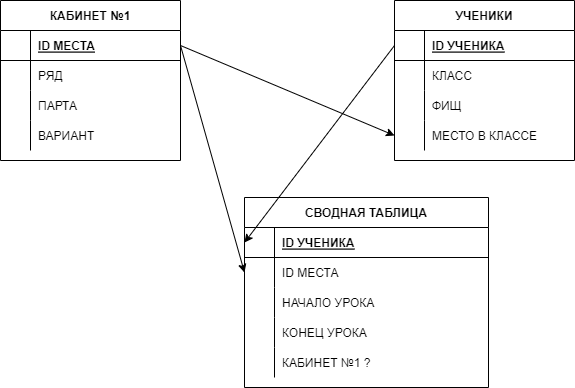 КАБИНЕТ №1
ID МЕСТА
РЯД
ПАРТА
ВАРИАНТ
УЧЕНИКИ
ID УЧЕНИКА
КЛАСС
ФИЩ
МЕСТО В КЛАССЕ
СВОДНАЯ ТАБЛИЦА
ID УЧЕНИКА
ID МЕСТА
НАЧАЛО УРОКА
КОНЕЦ УРОКА
КАБИНЕТ №1 ?